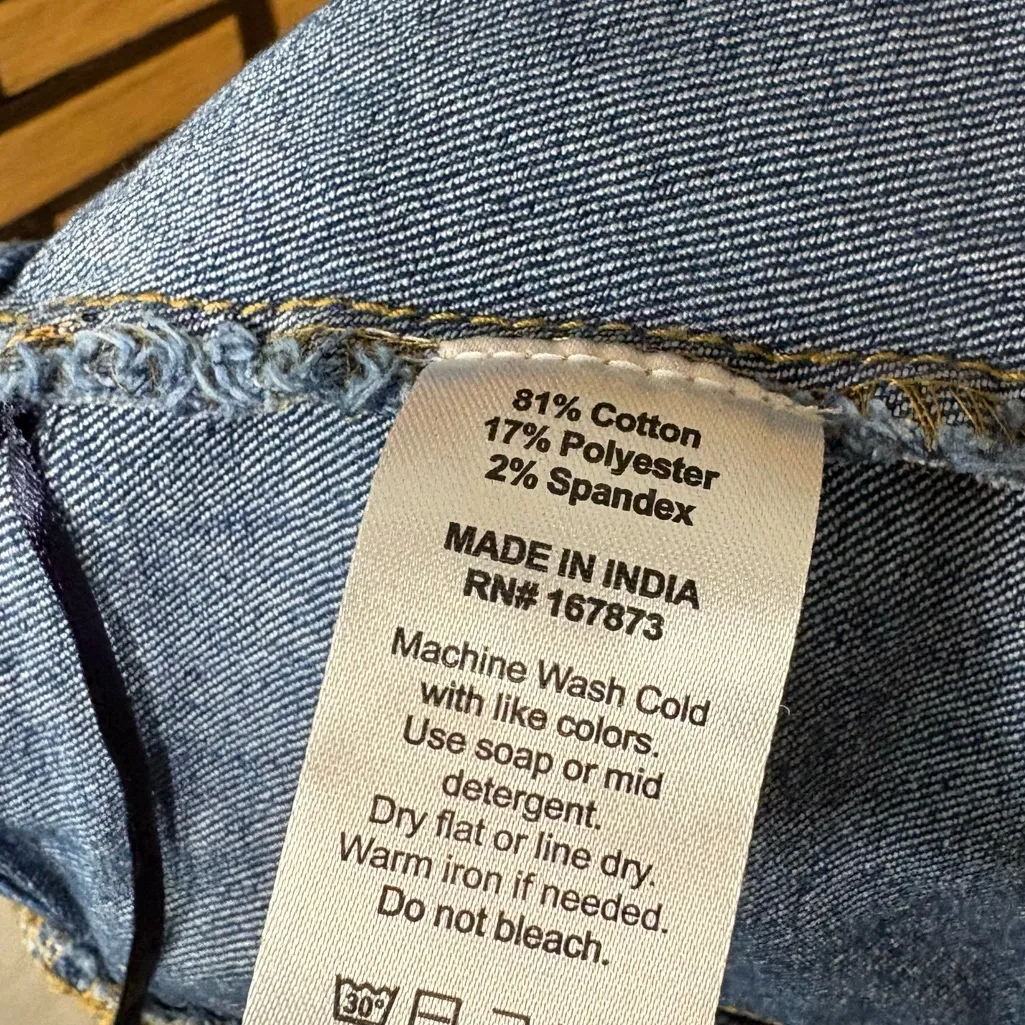 81% Cotton
17% Polyester
2% Spandex
MADE IN INDIA
RN# 167873
Machine Wash Cold
with like colors.
Use soap or mid
detergent.
Dry flat or line dry.
Warm iron if needed.
Do not bleach.
30°